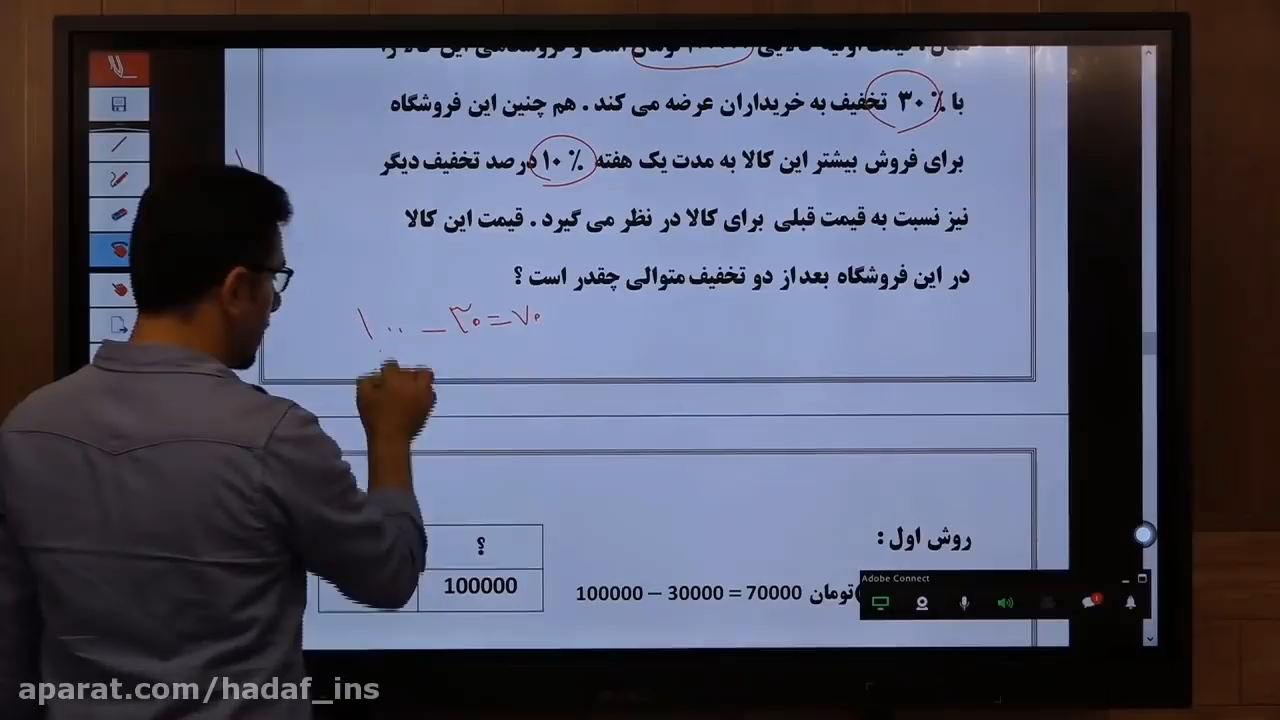 با ٪ ۳۰ تخفیف به خریداران عرضه می کند . هم چنین این فروشگاه
برای فروش بیشتر این کالا به مدت یک هفته ٪ ۱۰ درصد تخفیف دیگر
نیز نسبت به قیمت قبلی برای کالا در نظر می گیرد . قیمت این کالا
در این فروشگاه بعد از دو تخفیف متوالی چقدر است ؟
۱۰۰ − ۳۰ = ۷۰
روش اول :
؟
100000
100000 − 30000 = 70000 تومان
Adobe Connect
aparat.com/hadaf_ins